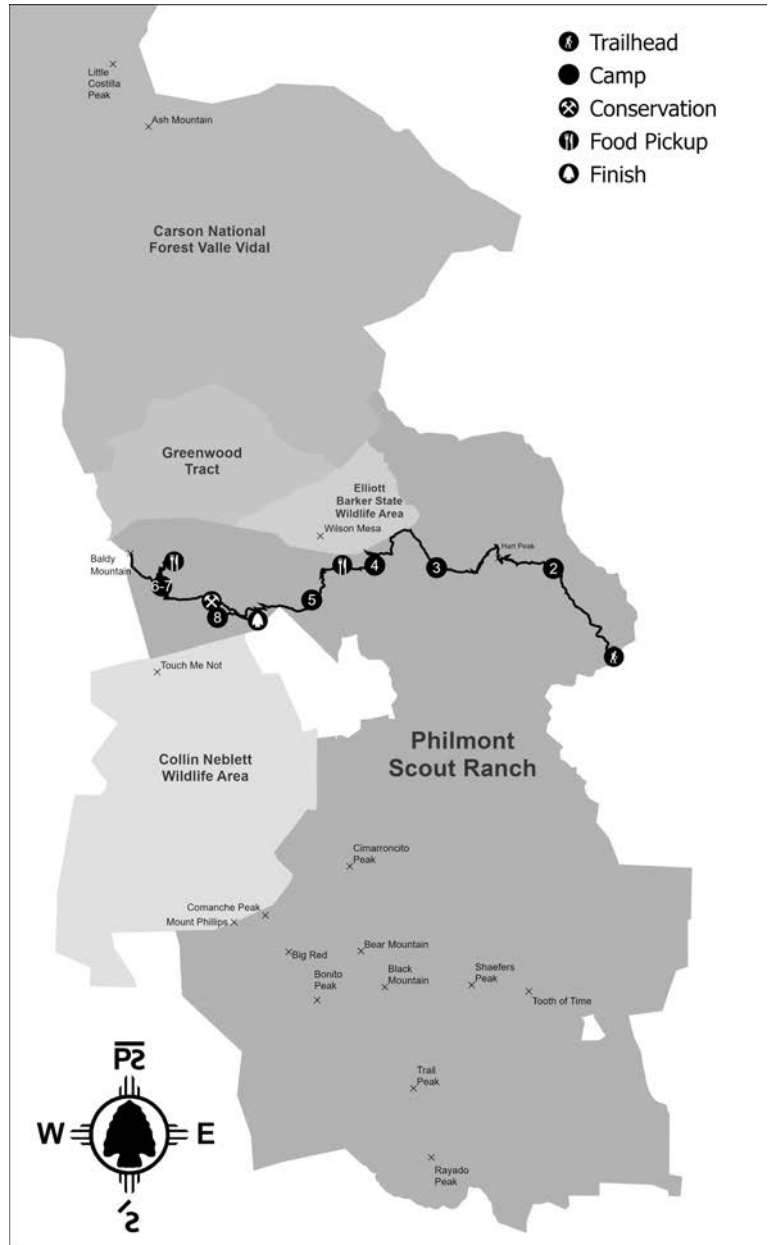 Trailhead
Camp
Conservation
Food Pickup
Finish
Little
Costilla
Peak
Ash Mountain
Carson National
Forest Valle Vidal
Greenwood
Tract
Elliott
Barker State
Wildlife Area
Wilson Mesa
Baldy
Mountain
Hart Peak
2
3
4
5
6-7
8
Touch Me Not
Philmont
Scout Ranch
Collin Neblett
Wildlife Area
Cimarroncito
Peak
Comanche Peak
Mount Phillips
Big Red
Bear Mountain
Bonito
Peak
Black
Mountain
Shaefers
Peak
Tooth of Time
Trail
Peak
Rayado
Peak
W
E